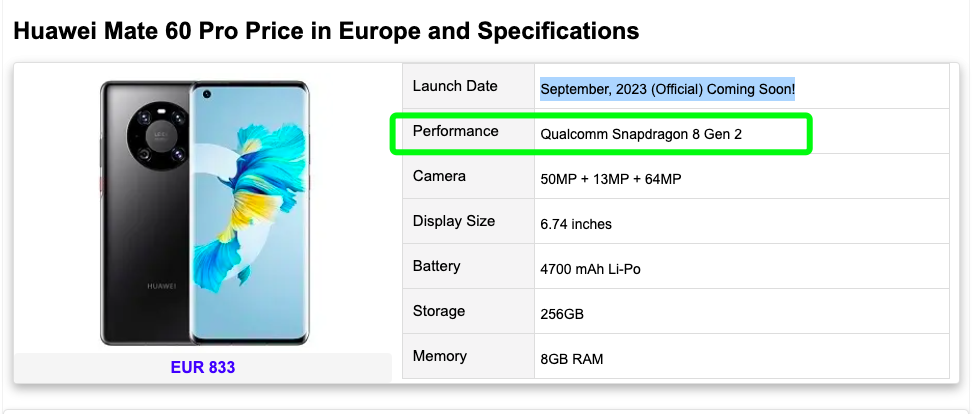 Huawei Mate 60 Pro Price in Europe and Specifications
Launch Date September, 2023 (Official) Coming Soon!
Performance Qualcomm Snapdragon 8 Gen 2
Camera 50MP + 13MP + 64MP
Display Size 6.74 inches
Battery 4700 mAh Li-Po
Storage 256GB
Memory 8GB RAM
HUAWEI
EUR 833